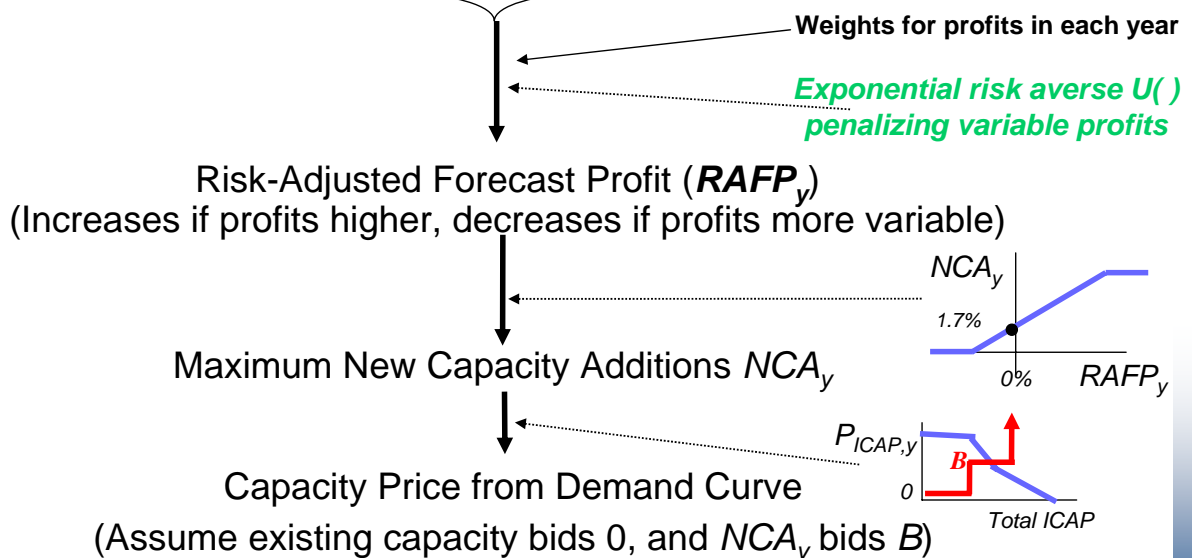 Weights for profits in each year
Exponential risk averse U( )
penalizing variable profits
Risk-Adjusted Forecast Profit (RAFPy)
(Increases if profits higher, decreases if profits more variable)
NCAy
1.7%
0%
RAFPy
Maximum New Capacity Additions NCAy
PICAP,y
B
0
Total ICAP
Capacity Price from Demand Curve
(Assume existing capacity bids 0, and NCAy bids B)